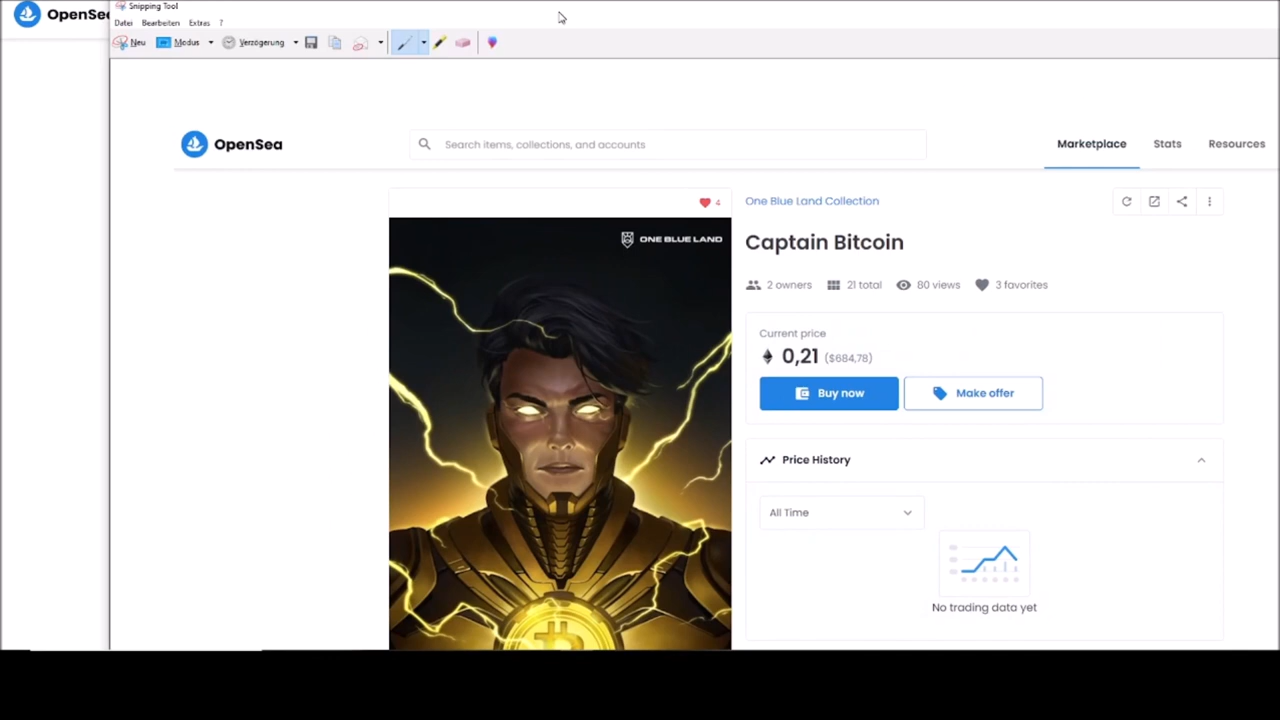 Snipping Tool
Datei Bearbeiten Extras ?
Neu Modus Verzögerung
OpenSea
Search items, collections, and accounts
Marketplace Stats Resources
4
ONE BLUE LAND
One Blue Land Collection
Captain Bitcoin
2 owners 21 total 80 views 3 favorites
Current price
0,21 ($684,78)
Buy now Make offer
Price History
All Time
No trading data yet